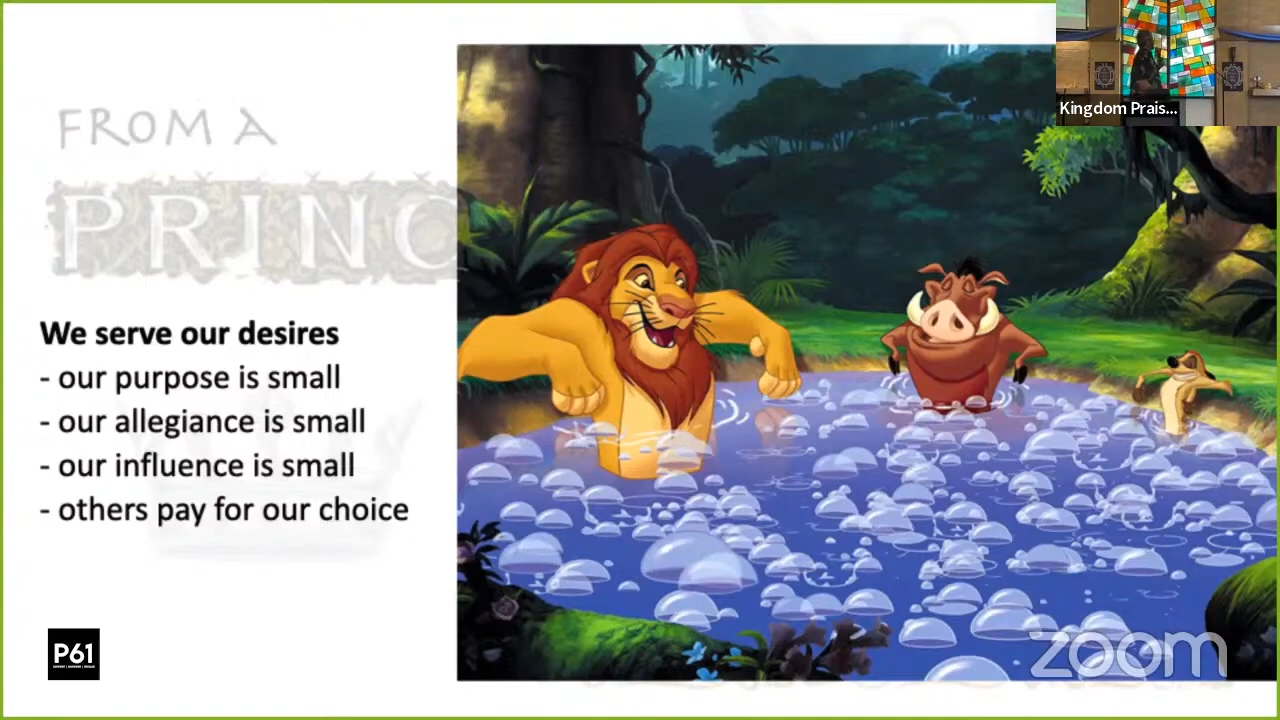 Kingdom Prais...
FROM A
PRINC
We serve our desires
- our purpose is small
- our allegiance is small
- our influence is small
- others pay for our choice
P61
zoom